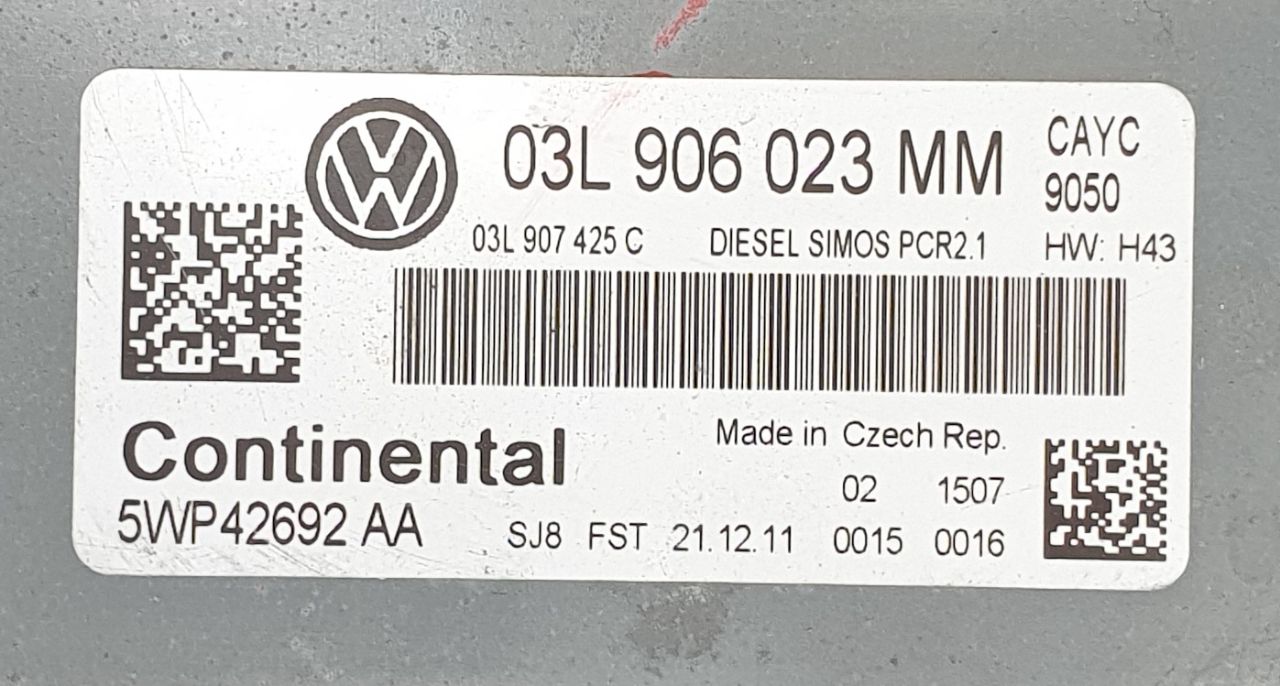 03L 906 023 MM
CAYC
9050
03L 907 425 C DIESEL SIMOS PCR2.1 HW: H43
Continental
Made in Czech Rep.
02 1507
5WP42692 AA
SJ8 FST 21.12.11 0015 0016